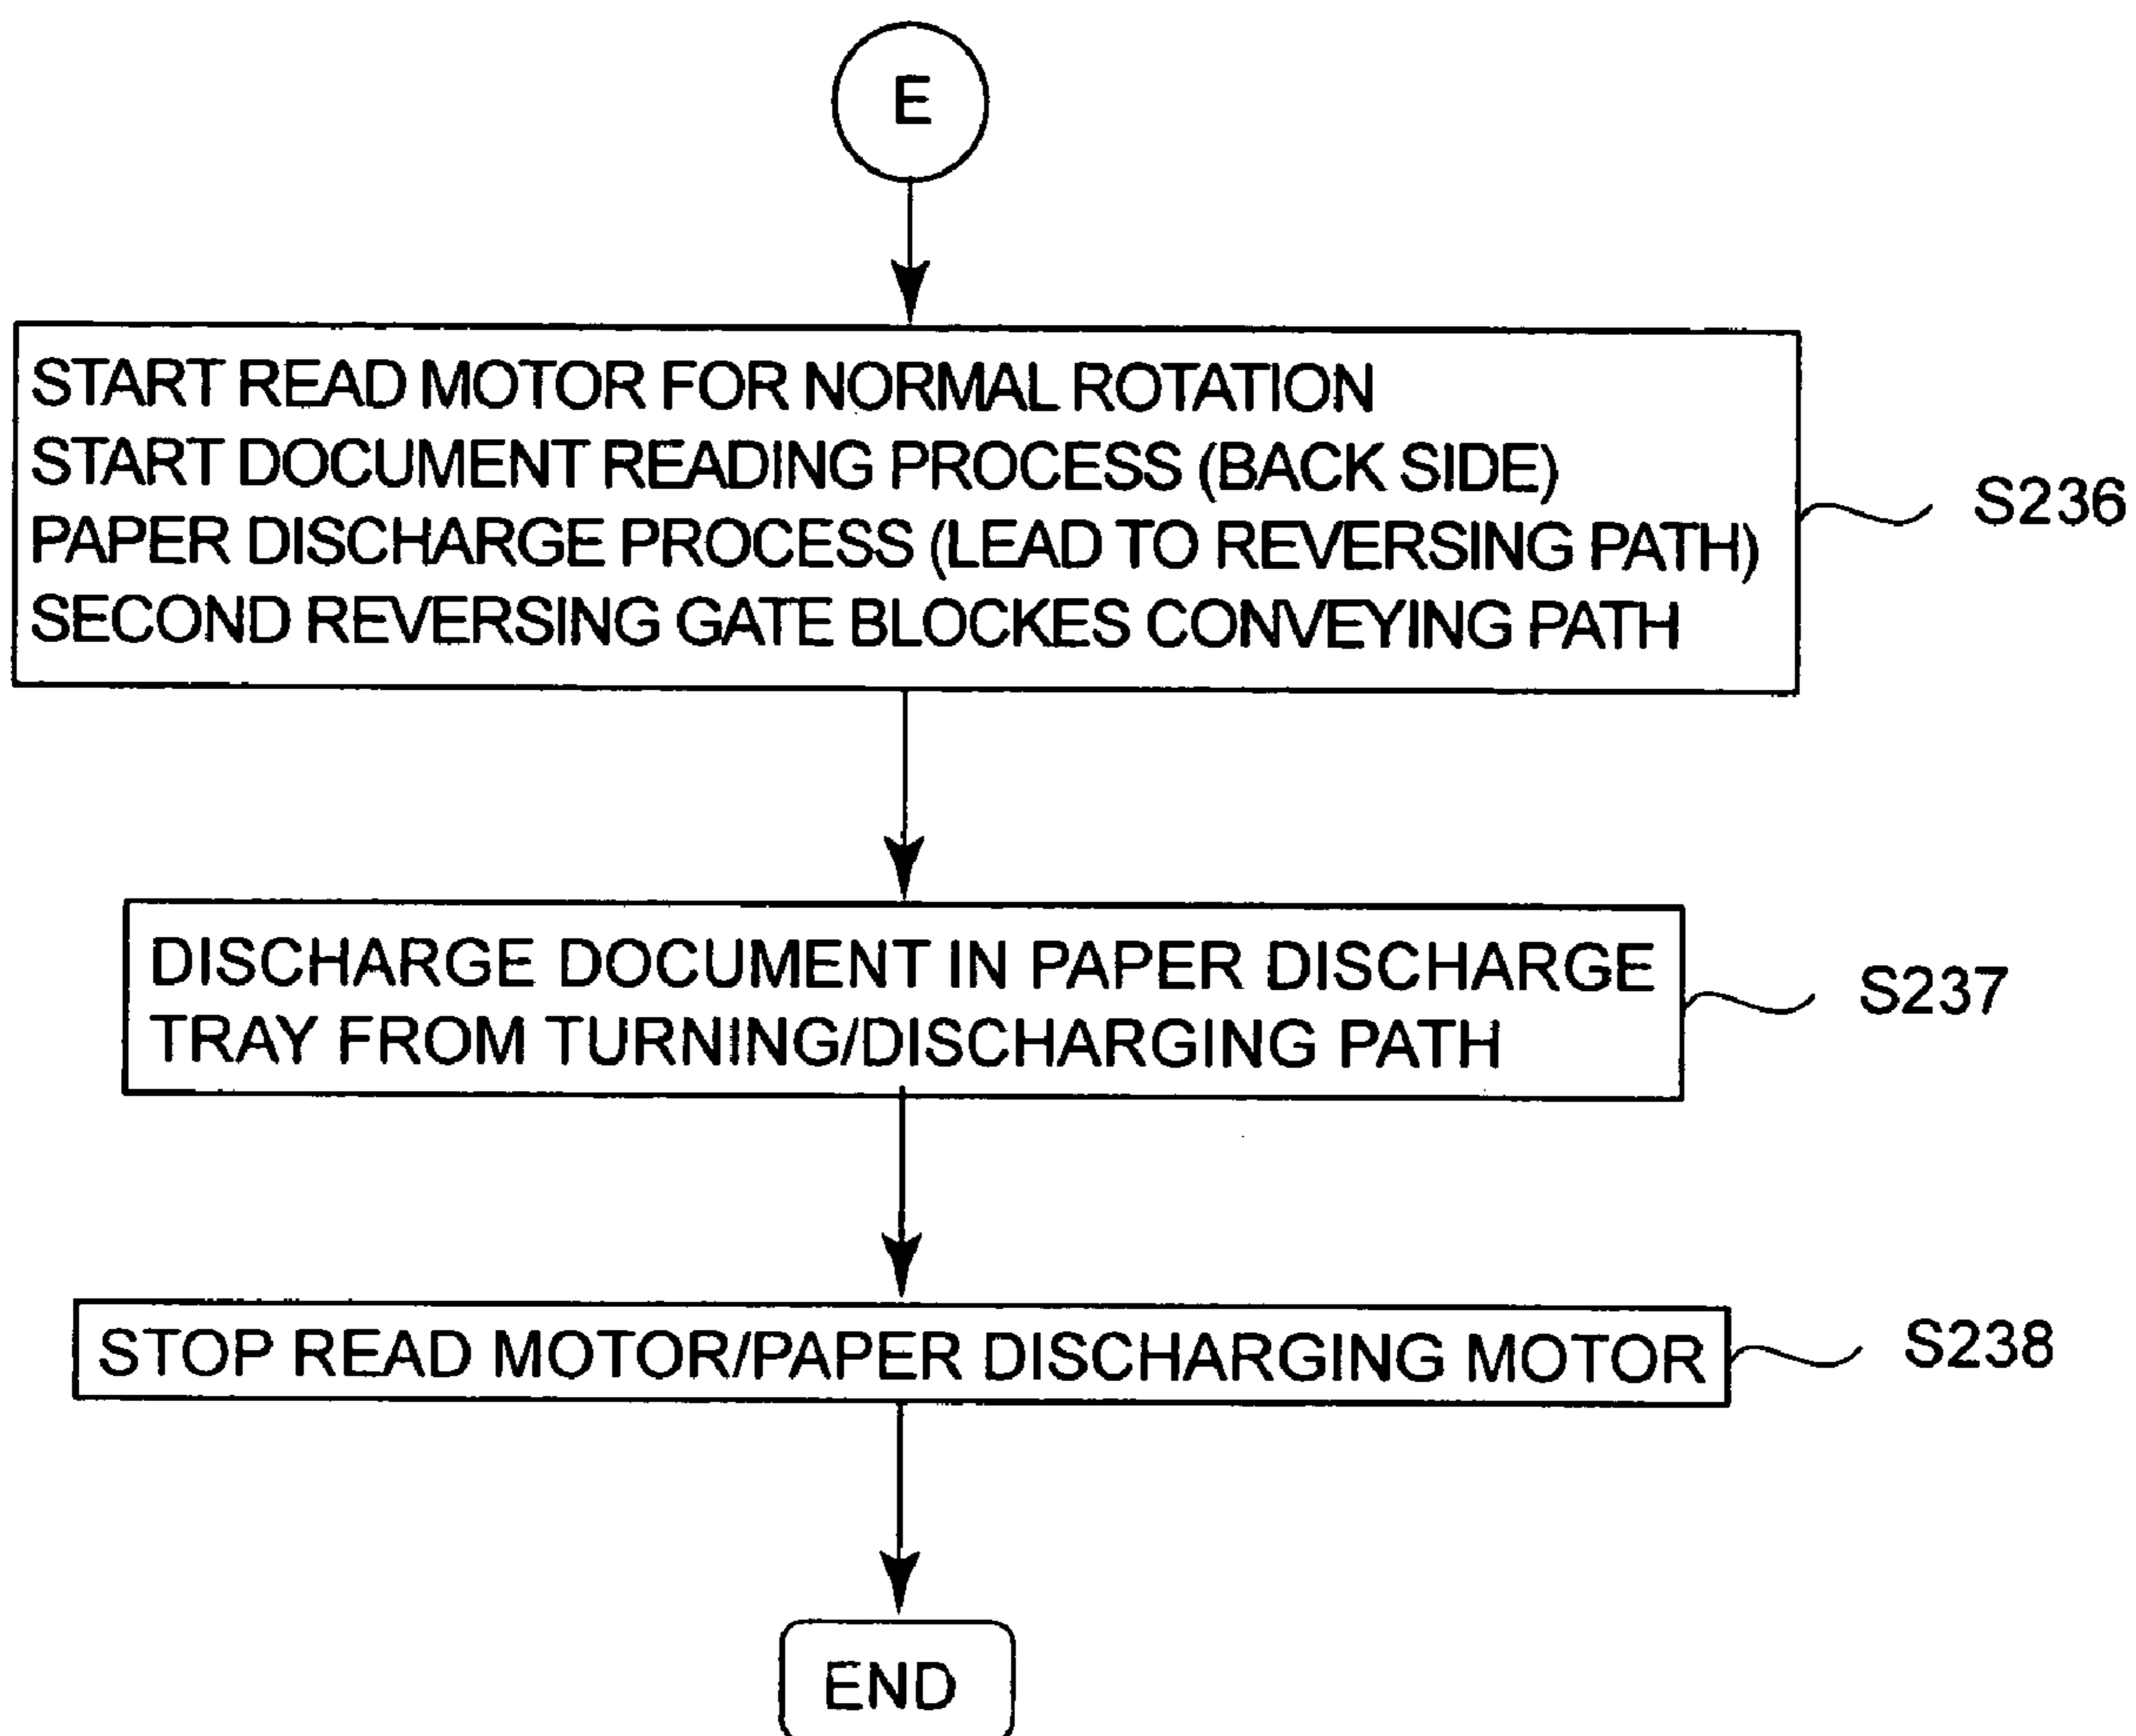 E
START READ MOTOR FOR NORMAL ROTATION
START DOCUMENT READING PROCESS (BACK SIDE)
PAPER DISCHARGE PROCESS (LEAD TO REVERSING PATH)
SECOND REVERSING GATE BLOCKES CONVEYING PATH
S236
DISCHARGE DOCUMENT IN PAPER DISCHARGE
TRAY FROM TURNING/DISCHARGING PATH
S237
STOP READ MOTOR/PAPER DISCHARGING MOTOR
S238
END